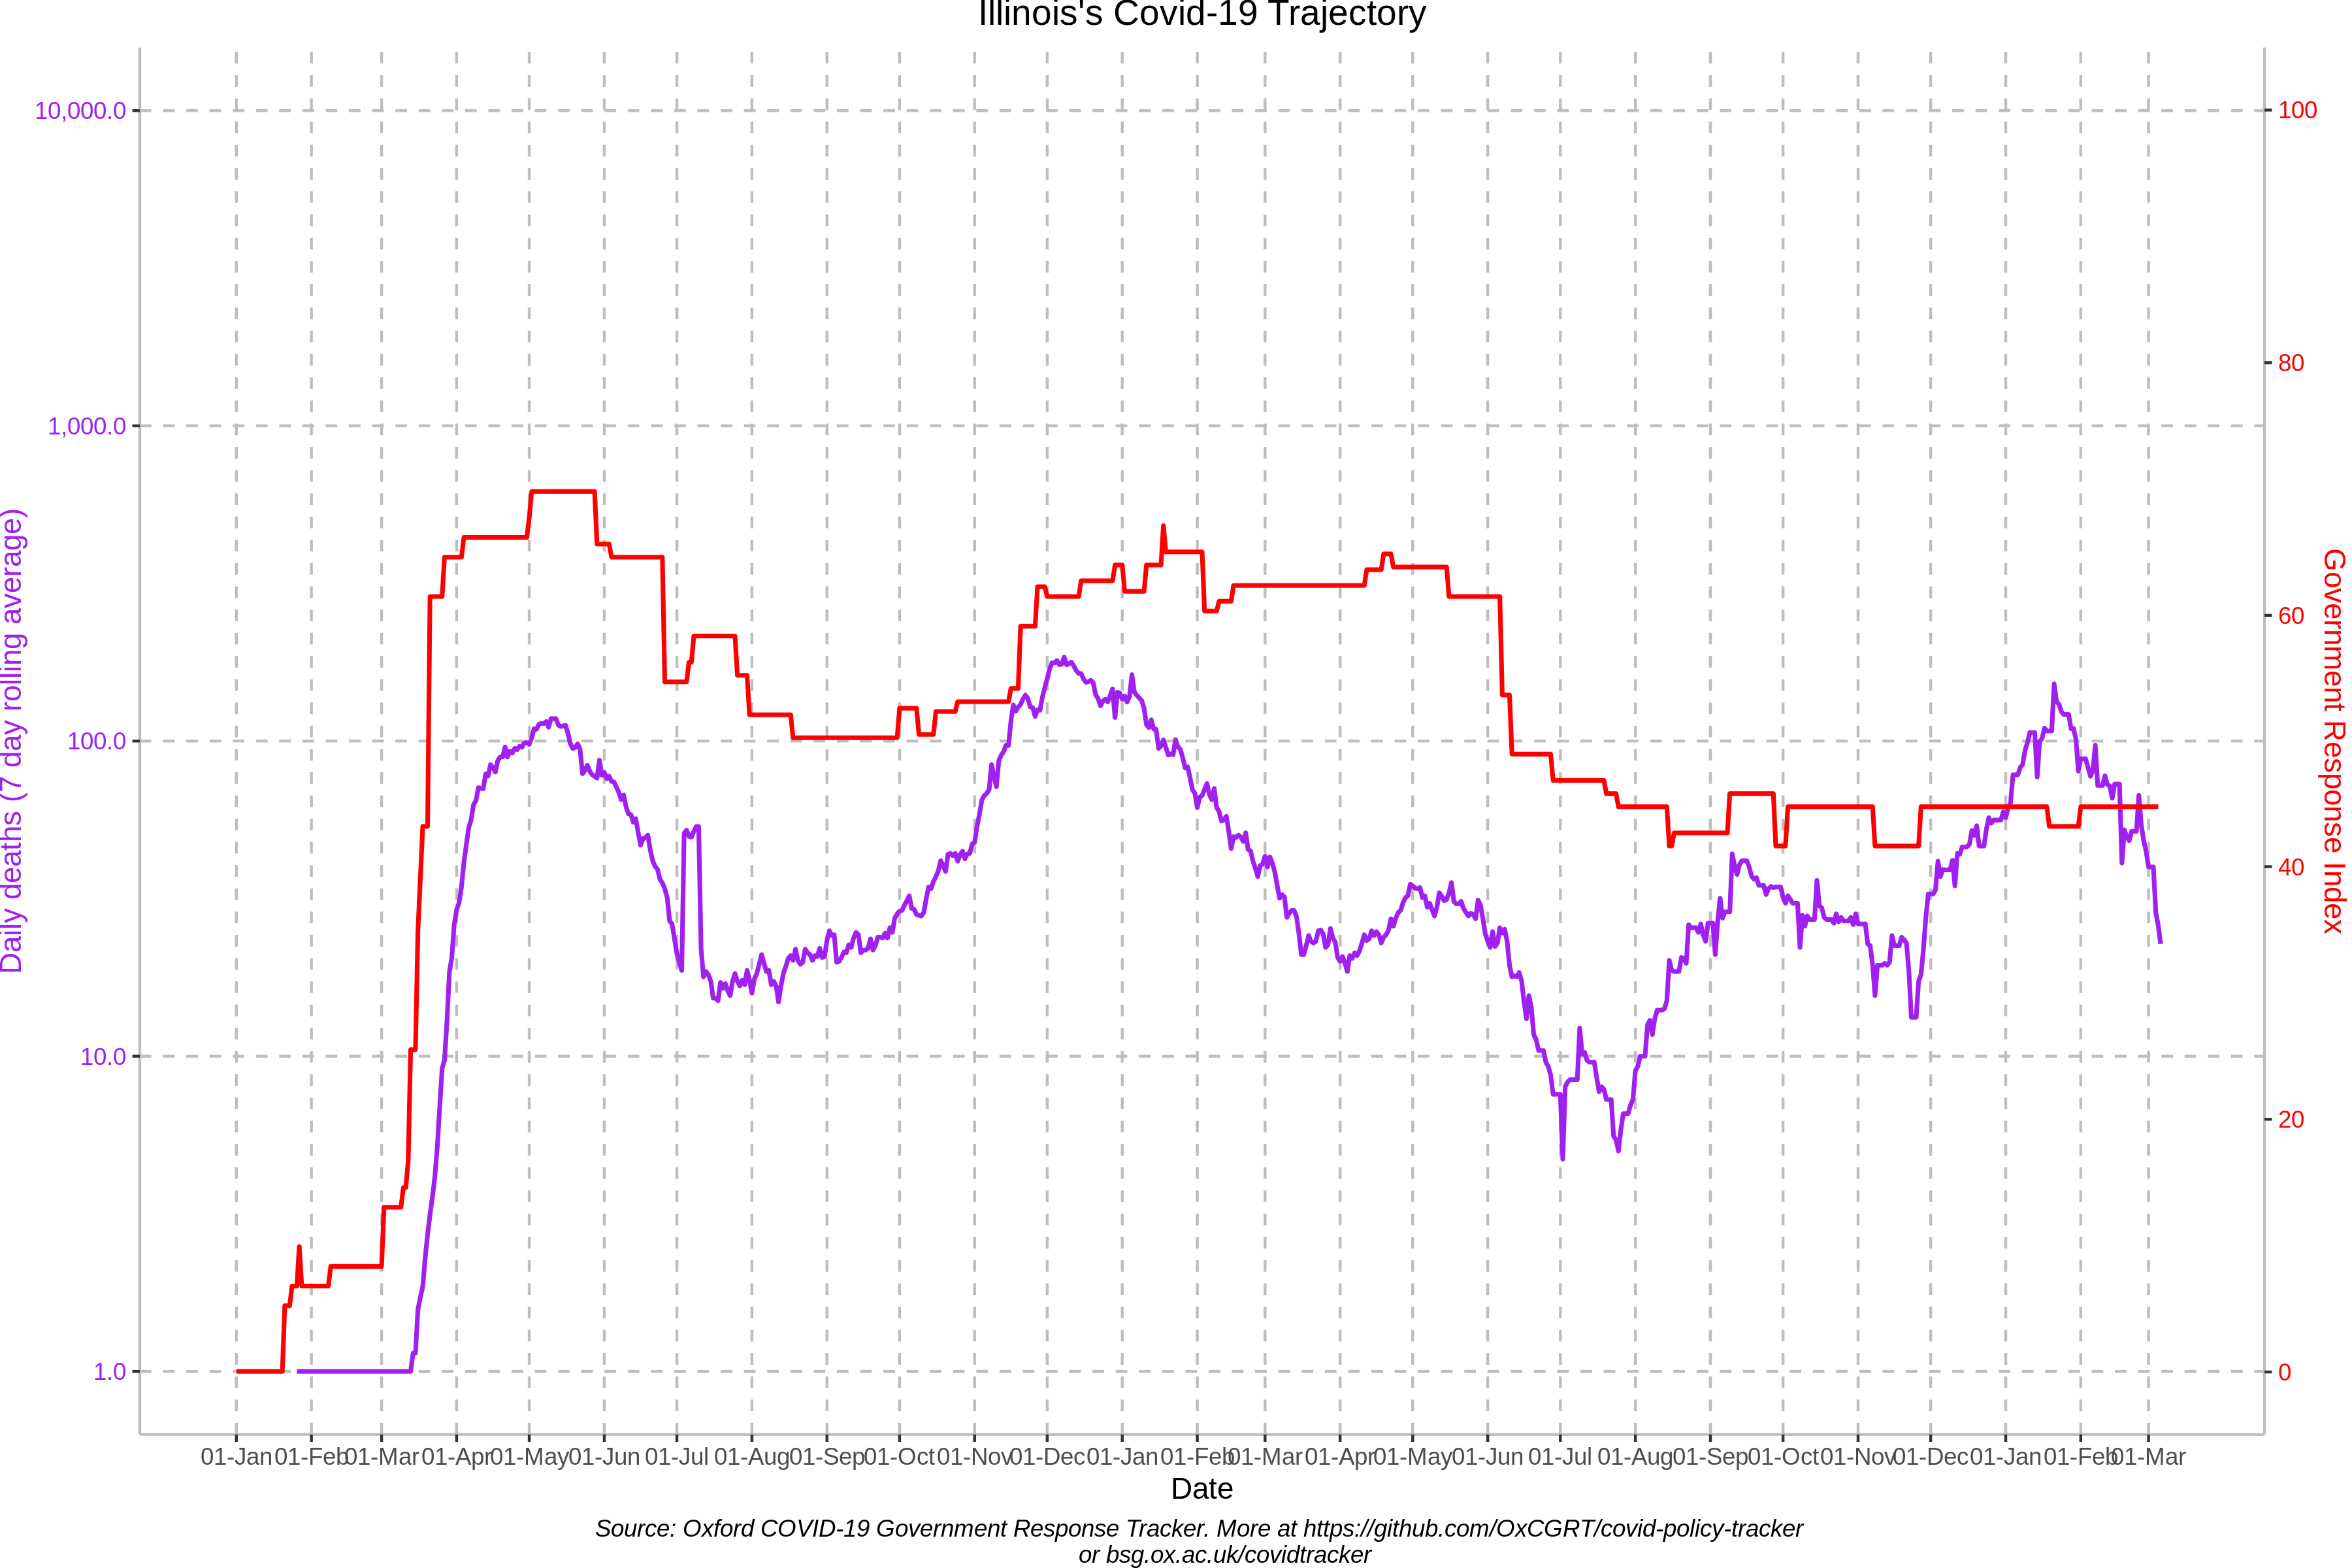 Illinois's Covid-19 Trajectory
10,000.0
1,000.0
100.0
10.0
1.0
Daily deaths (7 day rolling average)
100
80
60
40
20
0
Government Response Index
01-Jan 01-Feb 01-Mar 01-Apr 01-May 01-Jun 01-Jul 01-Aug 01-Sep 01-Oct 01-Nov 01-Dec 01-Jan 01-Feb 01-Mar 01-Apr 01-May 01-Jun 01-Jul 01-Aug 01-Sep 01-Oct 01-Nov 01-Dec 01-Jan 01-Feb 01-Mar
Date
Source: Oxford COVID-19 Government Response Tracker. More at https://github.com/OxCGRT/covid-policy-tracker
or bsg.ox.ac.uk/covidtracker